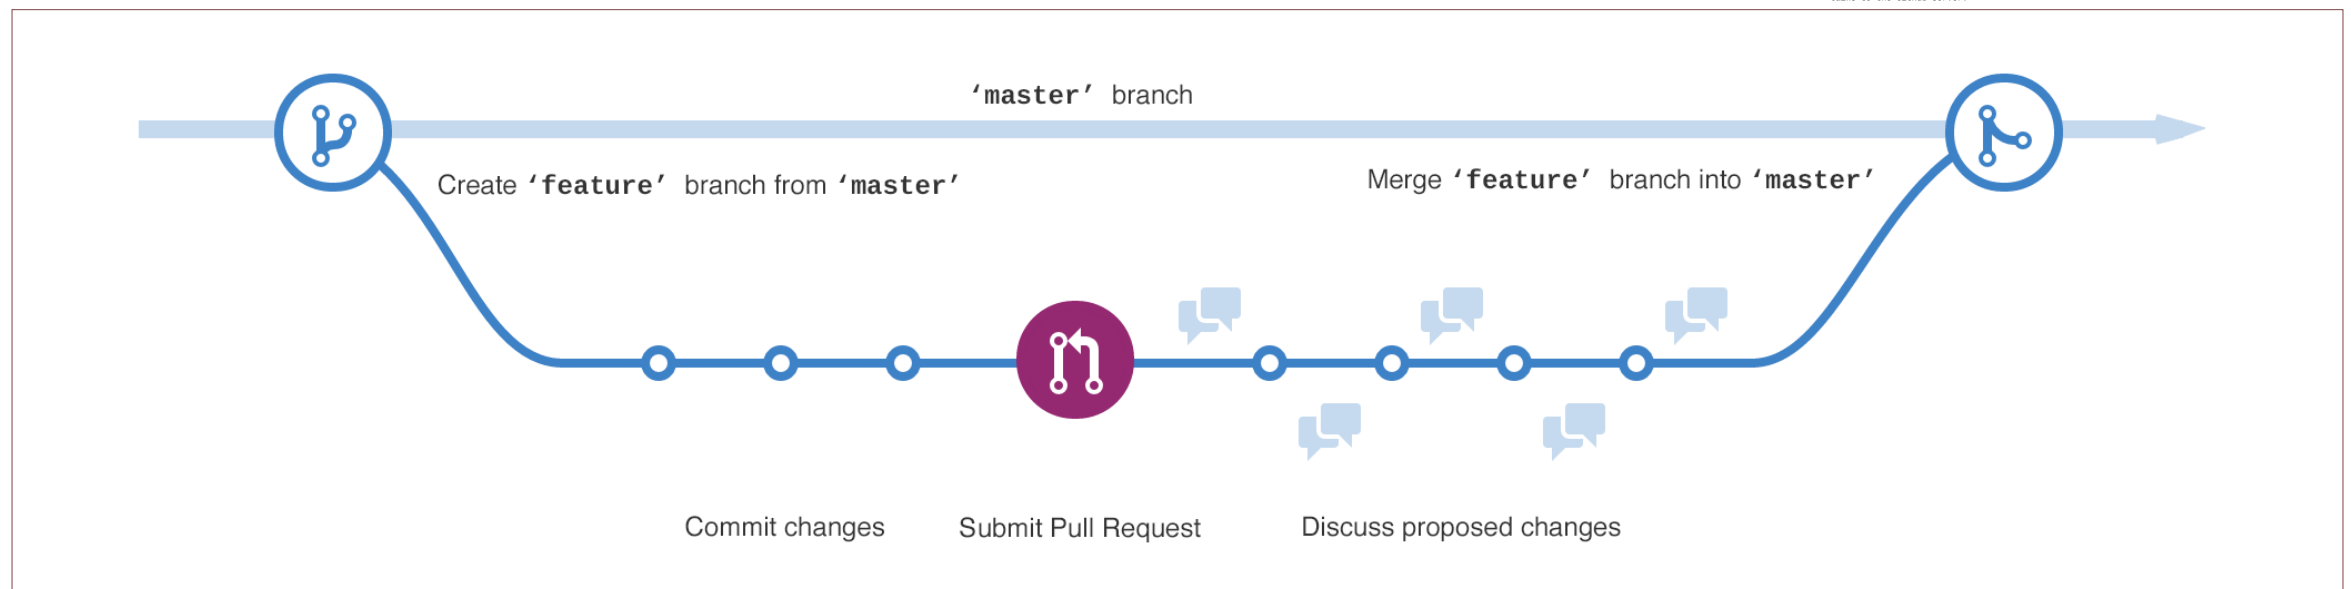 ‘master’ branch
Create ‘feature’ branch from ‘master’
Merge ‘feature’ branch into ‘master’
Commit changes
Submit Pull Request
Discuss proposed changes